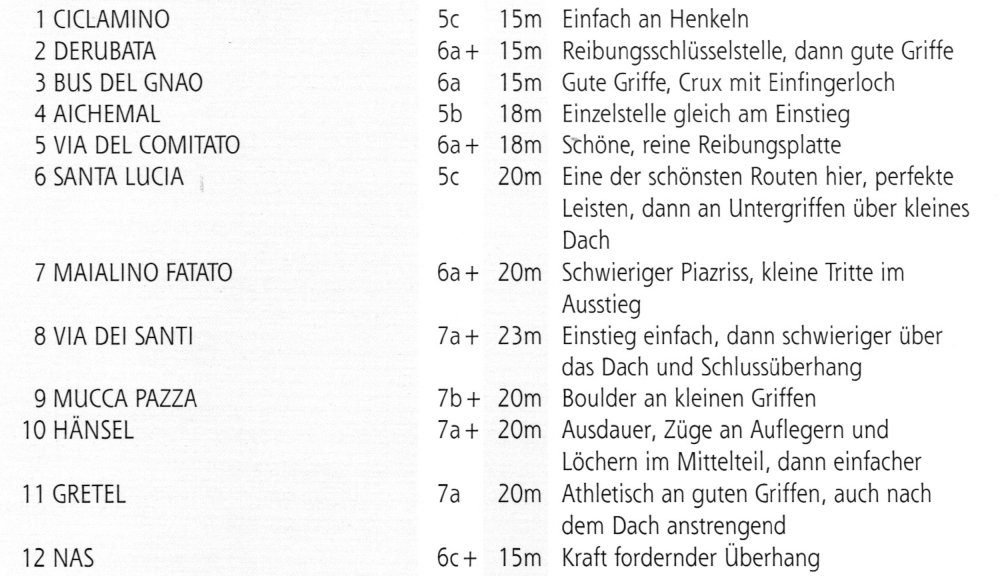 1 CICLAMINO 5c 15m Einfach an Henkeln
2 DERUBATA 6a+ 15m Reibungsschlüsselstelle, dann gute Griffe
3 BUS DEL GNAO 6a 15m Gute Griffe, Crux mit Einfingerloch
4 AICHEMAL 5b 18m Einzelstelle gleich am Einstieg
5 VIA DEL COMITATO 6a+ 18m Schöne, reine Reibungsplatte
6 SANTA LUCIA 5c 20m Eine der schönsten Routen hier, perfekte
Leisten, dann an Untergriffen über kleines
Dach
7 MAIALINO FATATO 6a+ 20m Schwieriger Piazriss, kleine Tritte im
Ausstieg
8 VIA DEI SANTI 7a+ 23m Einstieg einfach, dann schwieriger über
das Dach und Schlussüberhang
9 MUCCA PAZZA 7b+ 20m Boulder an kleinen Griffen
10 HÄNSEL 7a+ 20m Ausdauer, Züge an Auflegern und
Löchern im Mittelteil, dann einfacher
11 GRETEL 7a 20m Athletisch an guten Griffen, auch nach
dem Dach anstrengend
12 NAS 6c+ 15m Kraft fordernder Überhang